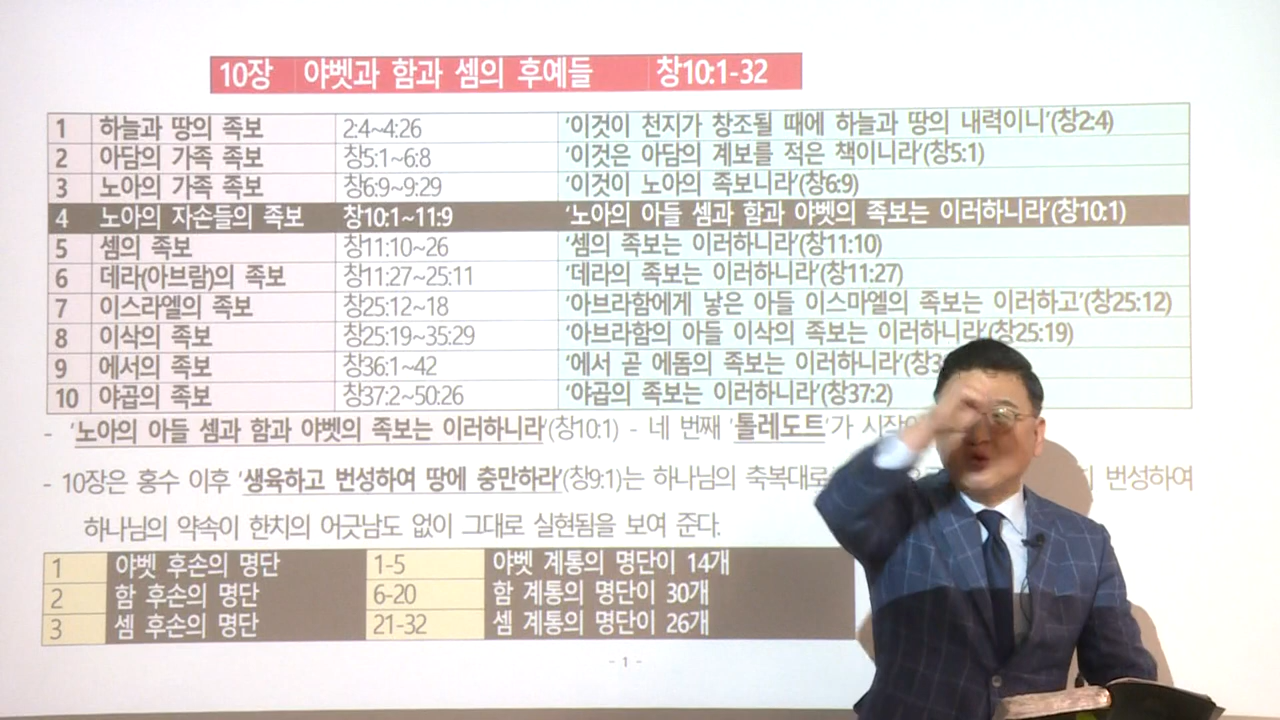 10장 야벳과 함과 셈의 후예들 창10:1-32
1 하늘과 땅의 족보 2:4~4:26 ‘이것이 천지가 창조될 때에 하늘과 땅의 내력이니’(창2:4)
2 아담의 가족 족보 창5:1~6:8 ‘이것은 아담의 계보를 적은 책이니라’(창5:1)
3 노아의 가족 족보 창6:9~9:29 ‘이것이 노아의 족보니라’(창6:9)
4 노아의 자손들의 족보 창10:1~11:9 ‘노아의 아들 셈과 함과 야벳의 족보는 이러하니라’(창10:1)
5 셈의 족보 창11:10~26 ‘셈의 족보는 이러하니라’(창11:10)
6 데라(아브람)의 족보 창11:27~25:11 ‘데라의 족보는 이러하니라’(창11:27)
7 이스라엘의 족보 창25:12~18 ‘아브라함에게 낳은 아들 이스마엘의 족보는 이러하고’(창25:12)
8 이삭의 족보 창25:19~35:29 ‘아브라함의 아들 이삭의 족보는 이러하니라’(창25:19)
9 에서의 족보 창36:1~42 ‘에서 곧 에돔의 족보는 이러하니라’(창3
10 야곱의 족보 창37:2~50:26 ‘야곱의 족보는 이러하니라’(창37:2)
- ‘노아의 아들 셈과 함과 야벳의 족보는 이러하니라’(창10:1) - 네 번째 ‘톨레도트’가
- 10장은 홍수 이후 ‘생육하고 번성하여 땅에 충만하라’(창9:1)는 하나님의 축복대로 번성하여
하나님의 약속이 한치의 어긋남도 없이 그대로 실현됨을 보여 준다.
1 야벳 후손의 명단 1-5 야벳 계통의 명단이 14개
2 함 후손의 명단 6-20 함 계통의 명단이 30개
3 셈 후손의 명단 21-32 셈 계통의 명단이 26개
- 1 -